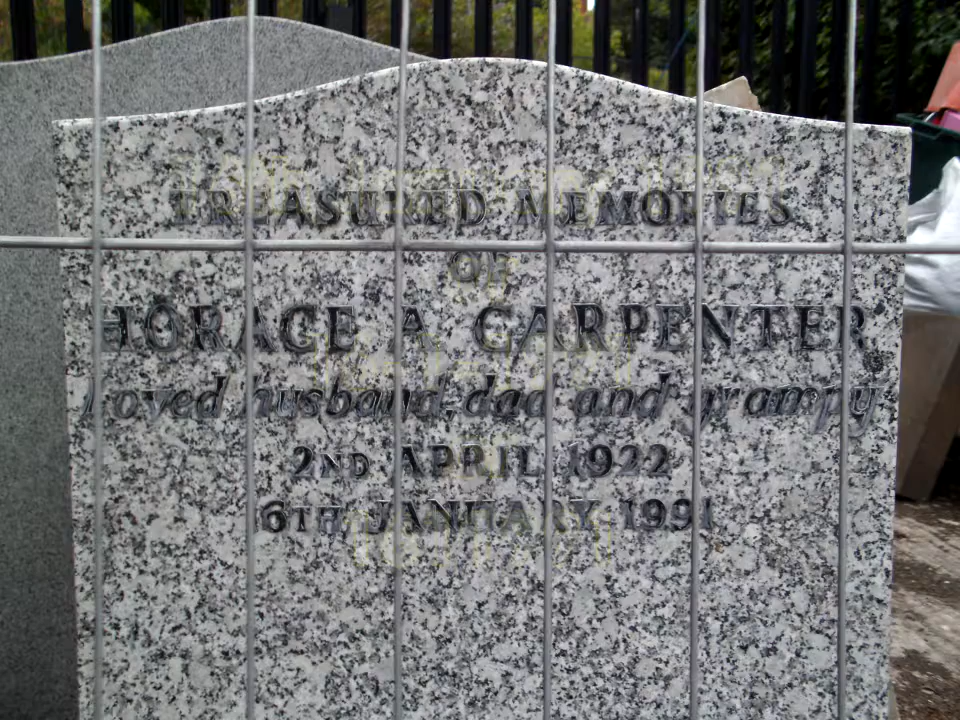 TREASURED MEMORIES
OF
HORACE A CARPENTER
loved husband, dad and grampy
2ND APRIL 1922
6TH JANUARY 1991